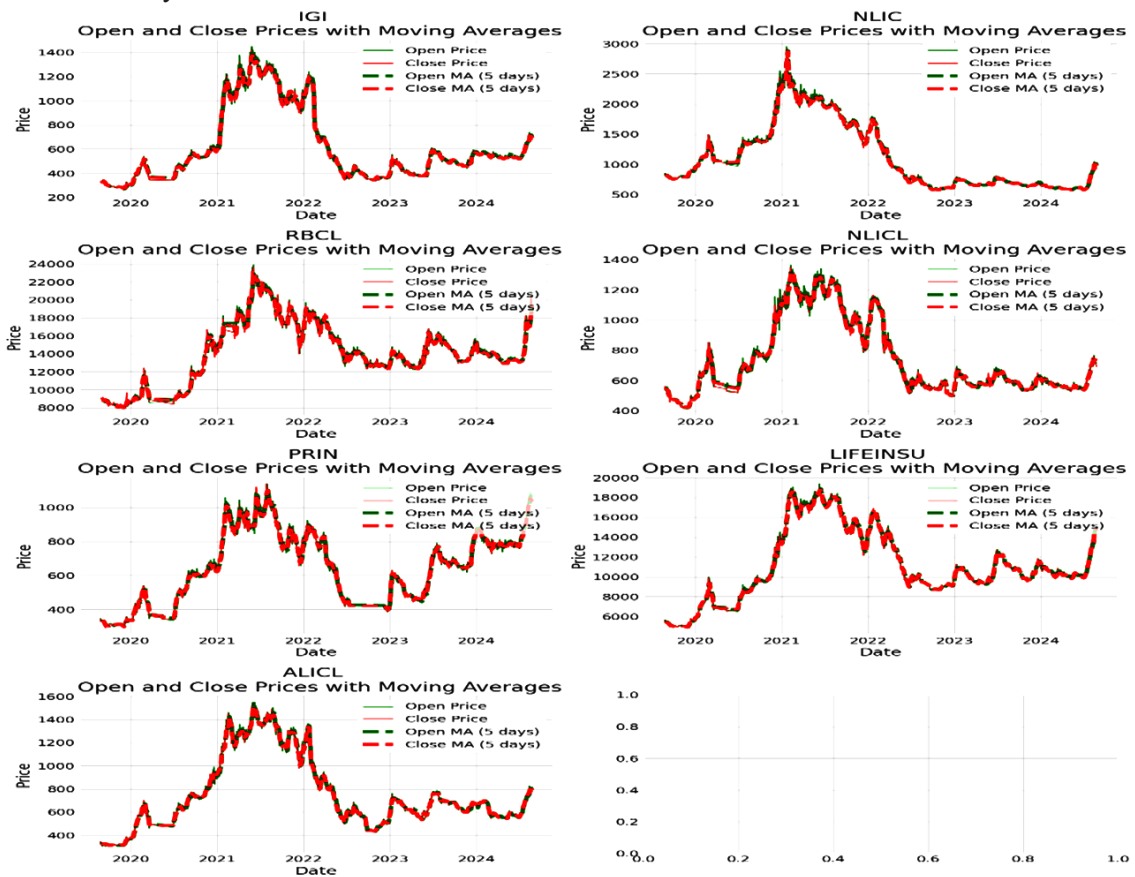 IGI
Open and Close Prices with Moving Averages
1400
1200
1000
800
600
400
200
Price
Open Price
Close Price
Open MA (5 days)
Close MA (5 days)
2020 2021 2022 2023 2024
Date
NLIC
Open and Close Prices with Moving Averages
3000
2500
2000
1500
1000
500
Price
Open Price
Close Price
Open MA (5 days)
Close MA (5 days)
2020 2021 2022 2023 2024
Date
RBCL
Open and Close Prices with Moving Averages
24000
22000
20000
18000
16000
14000
12000
10000
8000
Price
Open Price
Close Price
Open MA (5 days)
Close MA (5 days)
2020 2021 2022 2023 2024
Date
NLICL
Open and Close Prices with Moving Averages
1400
1200
1000
800
600
400
Price
Open Price
Close Price
Open MA (5 days)
Close MA (5 days)
2020 2021 2022 2023 2024
Date
PRIN
Open and Close Prices with Moving Averages
1000
800
600
400
Price
Open Price
Close Price
Open MA (5 days)
Close MA (5 days)
2020 2021 2022 2023 2024
Date
LIFEINSU
Open and Close Prices with Moving Averages
20000
18000
16000
14000
12000
10000
8000
6000
Price
Open Price
Close Price
Open MA (5 days)
Close MA (5 days)
2020 2021 2022 2023 2024
Date
ALICL
Open and Close Prices with Moving Averages
1600
1400
1200
1000
800
600
400
Price
Open Price
Close Price
Open MA (5 days)
Close MA (5 days)
2020 2021 2022 2023 2024
Date
1.0
0.8
0.6
0.4
0.2
0.0
0.0 0.2 0.4 0.6 0.8 1.0